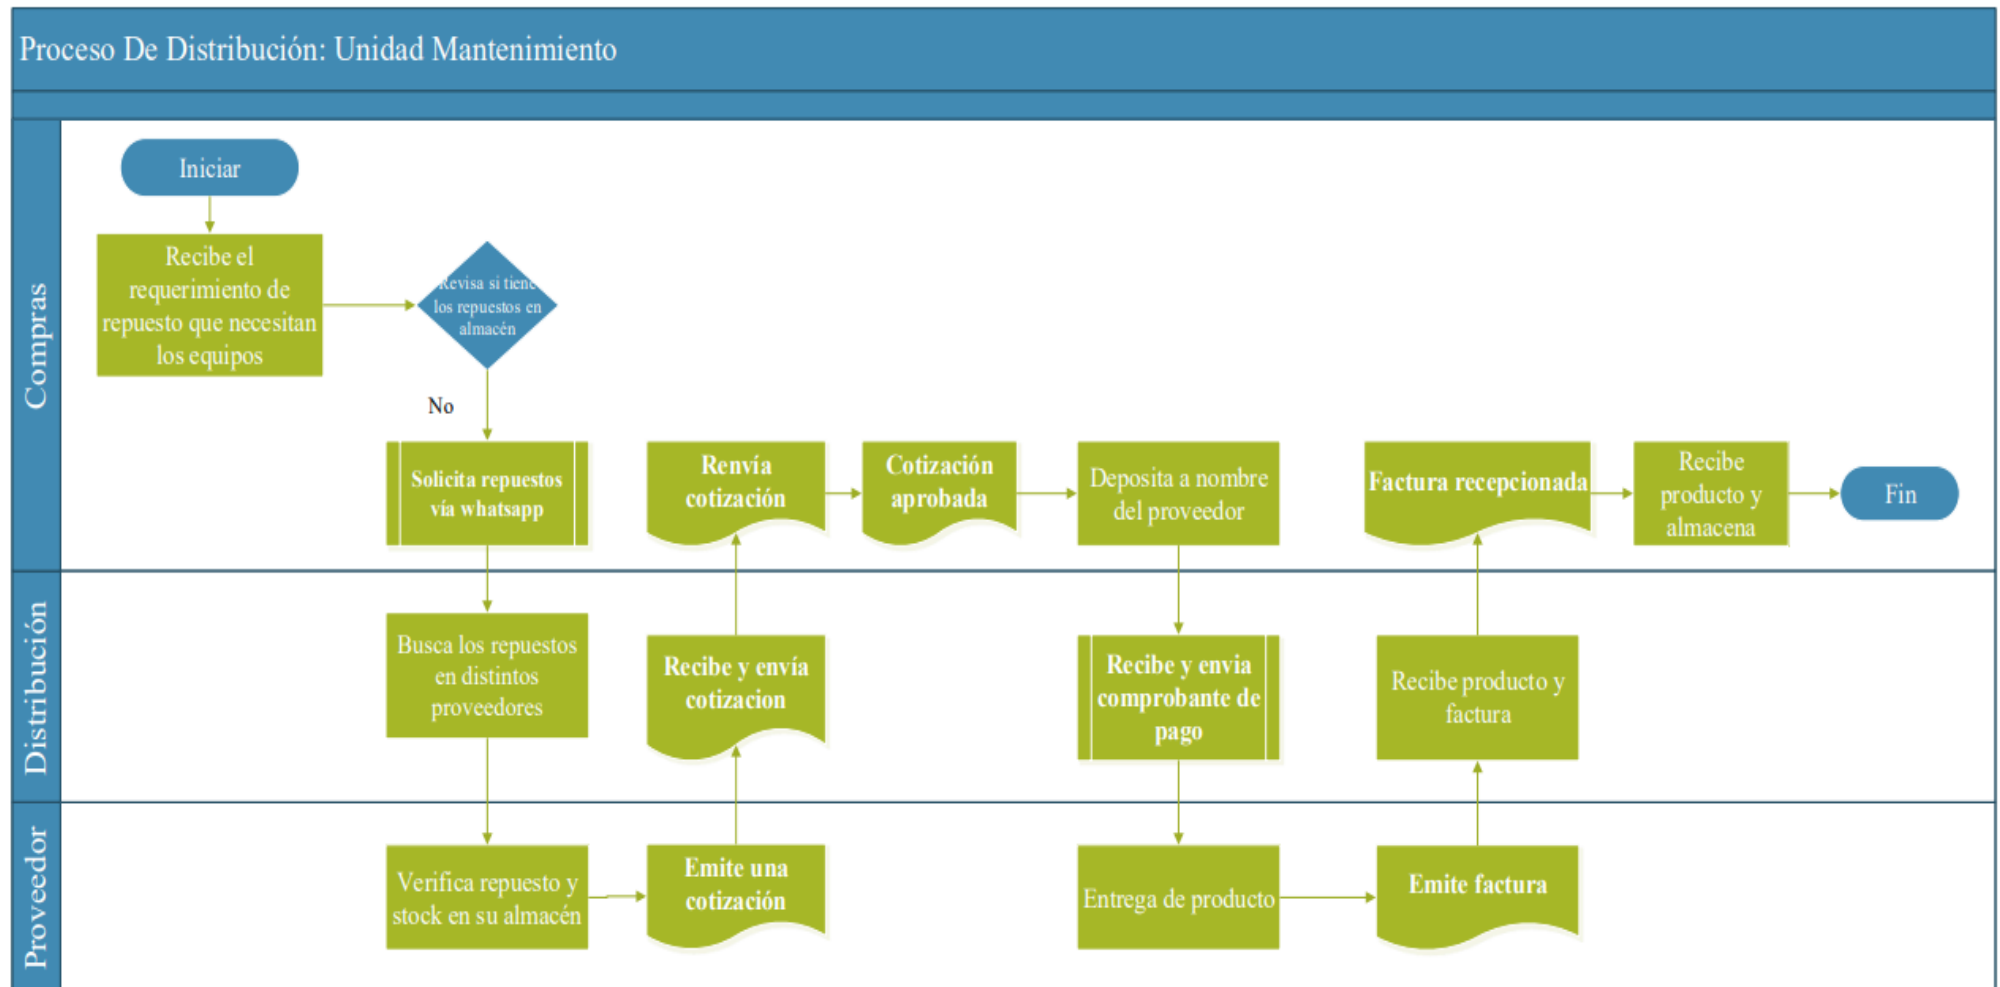 Proceso De Distribución: Unidad Mantenimiento
Compras
Iniciar
Recibe el
requerimiento de
repuesto que necesitan
los equipos
Revisa si tiene
los repuestos en
almacén
No
Solicita repuestos
vía whatsapp
Renvía
cotización
Cotización
aprobada
Deposita a nombre
del proveedor
Factura recepcionada
Recibe
producto y
almacena
Fin
Distribución
Busca los repuestos
en distintos
proveedores
Recibe y envía
cotizacion
Recibe y envia
comprobante de
pago
Recibe producto y
factura
Proveedor
Verifica repuesto y
stock en su almacén
Emite una
cotización
Entrega de producto
Emite factura